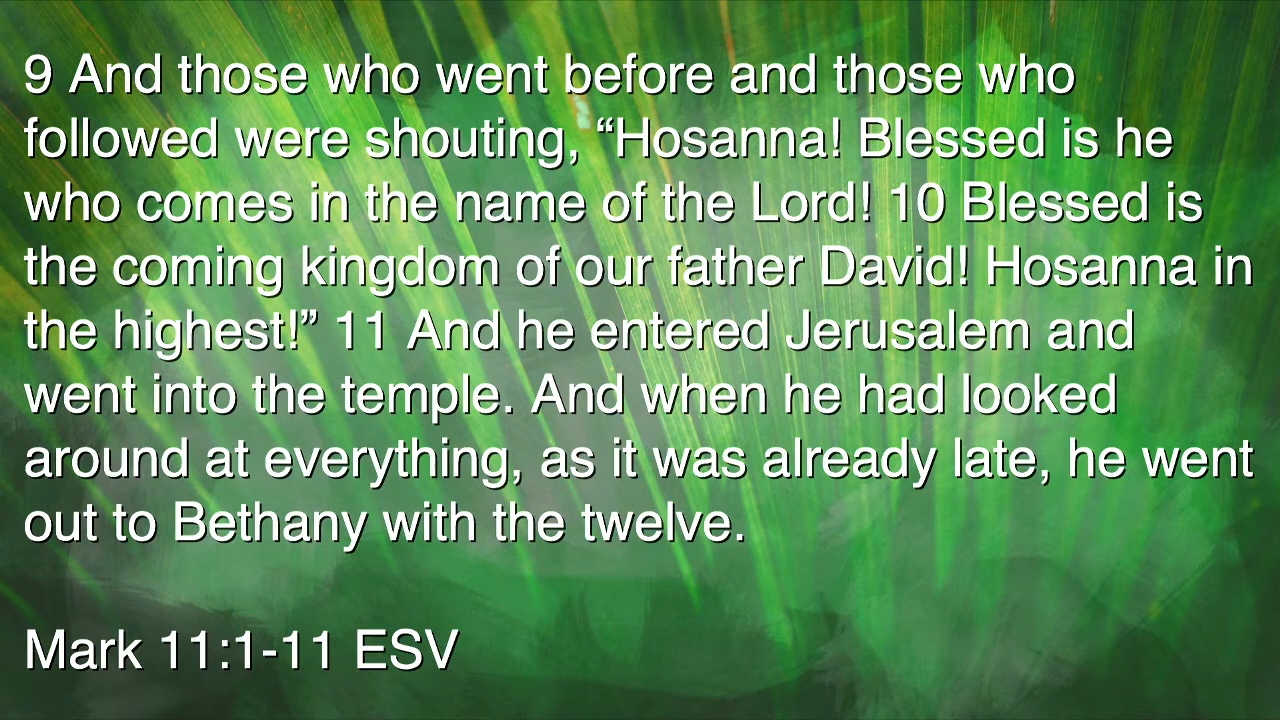 9 And those who went before and those who
followed were shouting, “Hosanna! Blessed is he
who comes in the name of the Lord! 10 Blessed is
the coming kingdom of our father David! Hosanna in
the highest!” 11 And he entered Jerusalem and
went into the temple. And when he had looked
around at everything, as it was already late, he went
out to Bethany with the twelve.
Mark 11:1-11 ESV